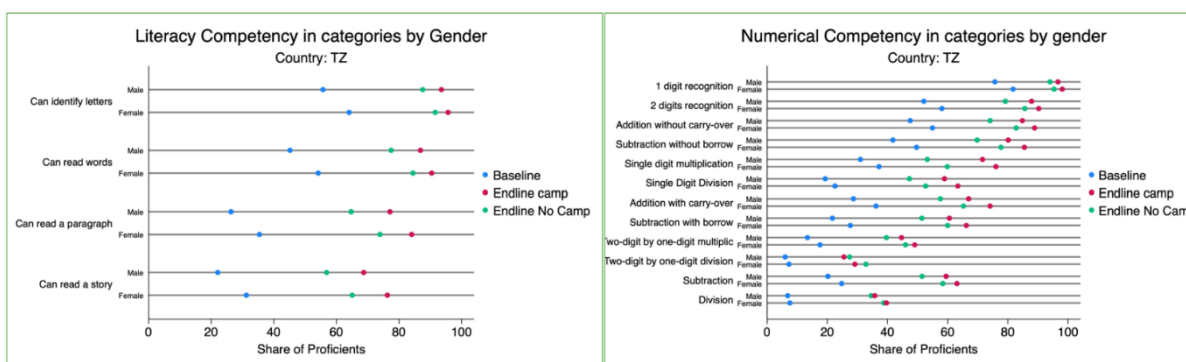 Literacy Competency in categories by Gender
Country: TZ
Can identify letters
Male
Female
Can read words
Male
Female
Can read a paragraph
Male
Female
Can read a story
Male
Female
0 20 40 60 80 100
Share of Proficients
Baseline
Endline camp
Endline No Camp
Numerical Competency in categories by gender
Country: TZ
1 digit recognition
Male
Female
2 digits recognition
Male
Female
Addition without carry-over
Male
Female
Subtraction without borrow
Male
Female
Single digit multiplication
Male
Female
Single Digit Division
Male
Female
Addition with carry-over
Male
Female
Subtraction with borrow
Male
Female
Two-digit by one-digit multiplic
Male
Female
Two-digit by one-digit division
Male
Female
Subtraction
Male
Female
Division
Male
Female
0 20 40 60 80 100
Share of Proficients
Baseline
Endline camp
Endline No Camp